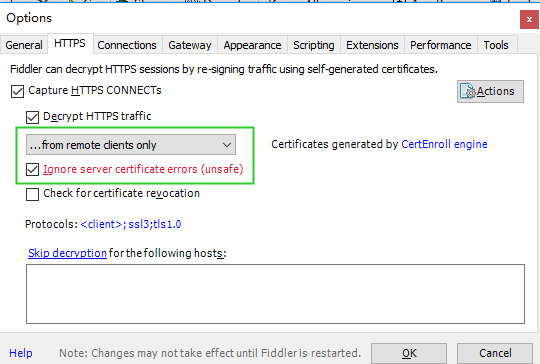 Options
General HTTPS Connections Gateway Appearance Scripting Extensions Performance Tools
Fiddler can decrypt HTTPS sessions by re-signing traffic using self-generated certificates.
Capture HTTPS CONNECTs
Actions
Decrypt HTTPS traffic
...from remote clients only
Certificates generated by CertEnroll engine
Ignore server certificate errors (unsafe)
Check for certificate revocation
Protocols: <client>; ssl3;tls1.0
Skip decryption for the following hosts:
Help Note: Changes may not take effect until Fiddler is restarted. OK Cancel